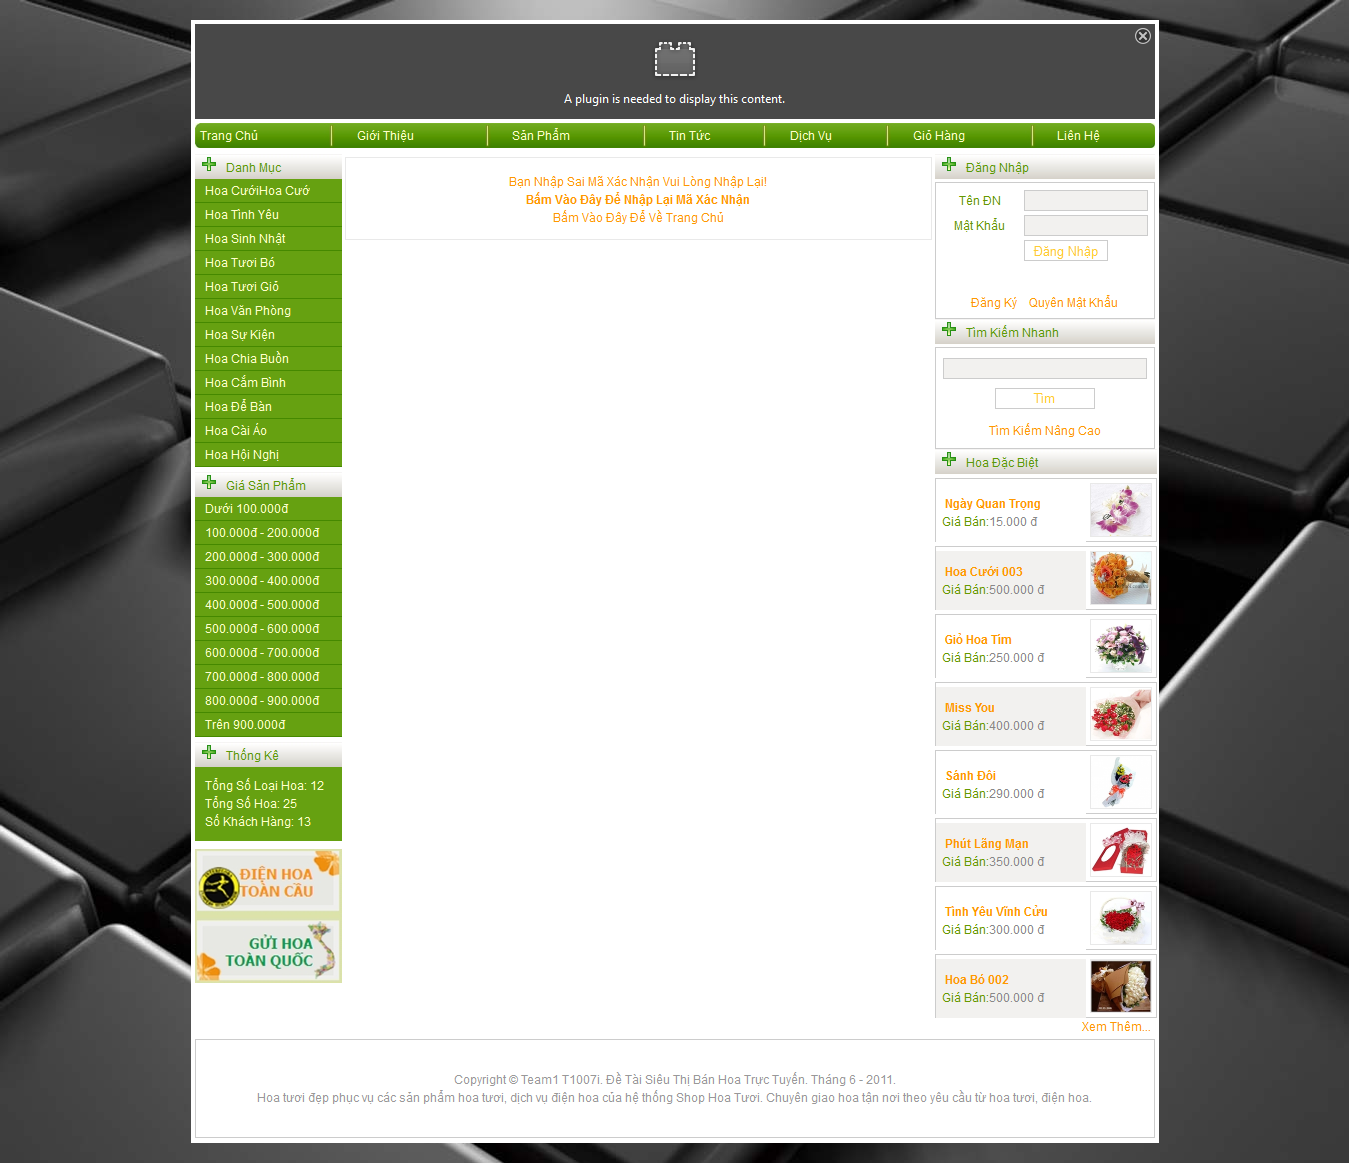 A plugin is needed to display this content.
Trang Chủ Giới Thiệu Sản Phẩm Tin Tức Dịch Vụ Giỏ Hàng Liên Hệ
Danh Mục
Hoa CướiHoa Cướ
Hoa Tình Yêu
Hoa Sinh Nhật
Hoa Tươi Bó
Hoa Tươi Giỏ
Hoa Văn Phòng
Hoa Sự Kiện
Hoa Chia Buồn
Hoa Cắm Bình
Hoa Để Bàn
Hoa Cài Áo
Hoa Hội Nghị
Giá Sản Phẩm
Dưới 100.000đ
100.000đ - 200.000đ
200.000đ - 300.000đ
300.000đ - 400.000đ
400.000đ - 500.000đ
500.000đ - 600.000đ
600.000đ - 700.000đ
700.000đ - 800.000đ
800.000đ - 900.000đ
Trên 900.000đ
Thống Kê
Tổng Số Loại Hoa: 12
Tổng Số Hoa: 25
Số Khách Hàng: 13
ĐIỆN HOA
TOÀN CẦU
GỬI HOA
TOÀN QUỐC
Bạn Nhập Sai Mã Xác Nhận Vui Lòng Nhập Lại!
Bấm Vào Đây Để Nhập Lại Mã Xác Nhận
Bấm Vào Đây Để Về Trang Chủ
Đăng Nhập
Tên ĐN
Mật Khẩu
Đăng Nhập
Đăng Ký Quyên Mật Khẩu
Tìm Kiếm Nhanh
Tìm
Tìm Kiếm Nâng Cao
Hoa Đặc Biệt
Ngày Quan Trọng
Giá Bán:15.000 đ
Hoa Cưới 003
Giá Bán:500.000 đ
Giỏ Hoa Tim
Giá Bán:250.000 đ
Miss You
Giá Bán:400.000 đ
Sánh Đôi
Giá Bán:290.000 đ
Phút Lãng Mạn
Giá Bán:350.000 đ
Tình Yêu Vĩnh Cửu
Giá Bán:300.000 đ
Hoa Bó 002
Giá Bán:500.000 đ
Xem Thêm...
Copyright © Team1 T1007i. Đề Tài Siêu Thị Bán Hoa Trực Tuyến. Tháng 6 - 2011.
Hoa tươi đẹp phục vụ các sản phẩm hoa tươi, dịch vụ điện hoa của hệ thống Shop Hoa Tươi. Chuyên giao hoa tận nơi theo yêu cầu từ hoa tươi, điện hoa.